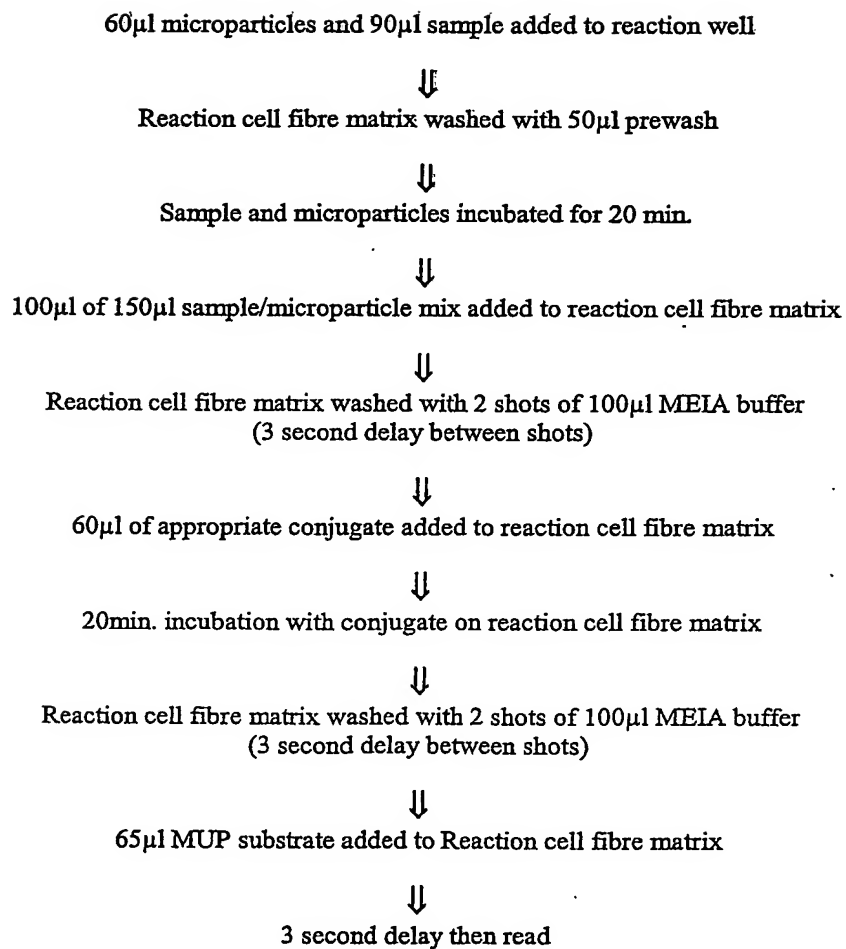 60µl microparticles and 90µl sample added to reaction well
⇓
Reaction cell fibre matrix washed with 50µl prewash
⇓
Sample and microparticles incubated for 20 min.
⇓
100µl of 150µl sample/microparticle mix added to reaction cell fibre matrix
⇓
Reaction cell fibre matrix washed with 2 shots of 100µl MEIA buffer
(3 second delay between shots)
⇓
60µl of appropriate conjugate added to reaction cell fibre matrix
⇓
20min. incubation with conjugate on reaction cell fibre matrix
⇓
Reaction cell fibre matrix washed with 2 shots of 100µl MEIA buffer
(3 second delay between shots)
⇓
65µl MUP substrate added to Reaction cell fibre matrix
⇓
3 second delay then read